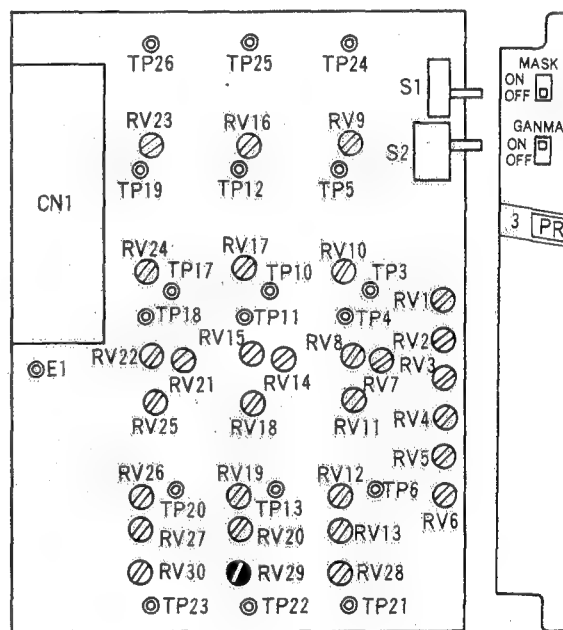 TP26 TP25 TP24
S1
MASK
ON
OFF
RV23 RV16 RV9
S2
GANMA
ON
OFF
TP19 TP12 TP5
CN1
3 PR
RV24 RV17 RV10
TP17 TP10 TP3
RV1
TP18 TP11 TP4
RV2
RV22 RV15 RV8 RV3
E1
RV21 RV14 RV7
RV25 RV18 RV11
RV4
RV5
RV26 RV19 RV12
TP20 TP13 TP6
RV6
RV27 RV20 RV13
RV30 RV29 RV28
TP23 TP22 TP21